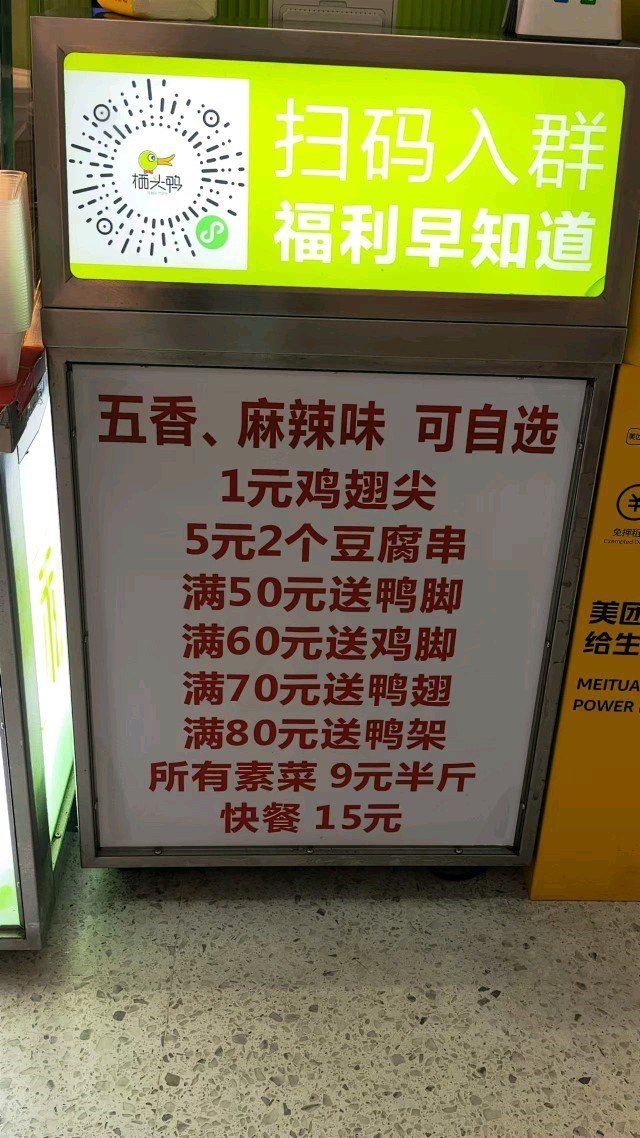 栖头鸭
扫码入群
福利早知道
五香、麻辣味 可自选
1元鸡翅尖
5元2个豆腐串
满50元送鸭脚
满60元送鸡脚
满70元送鸭翅
满80元送鸭架
所有素菜 9元半斤
快餐 15元
美团
给生
MEITUA
POWER